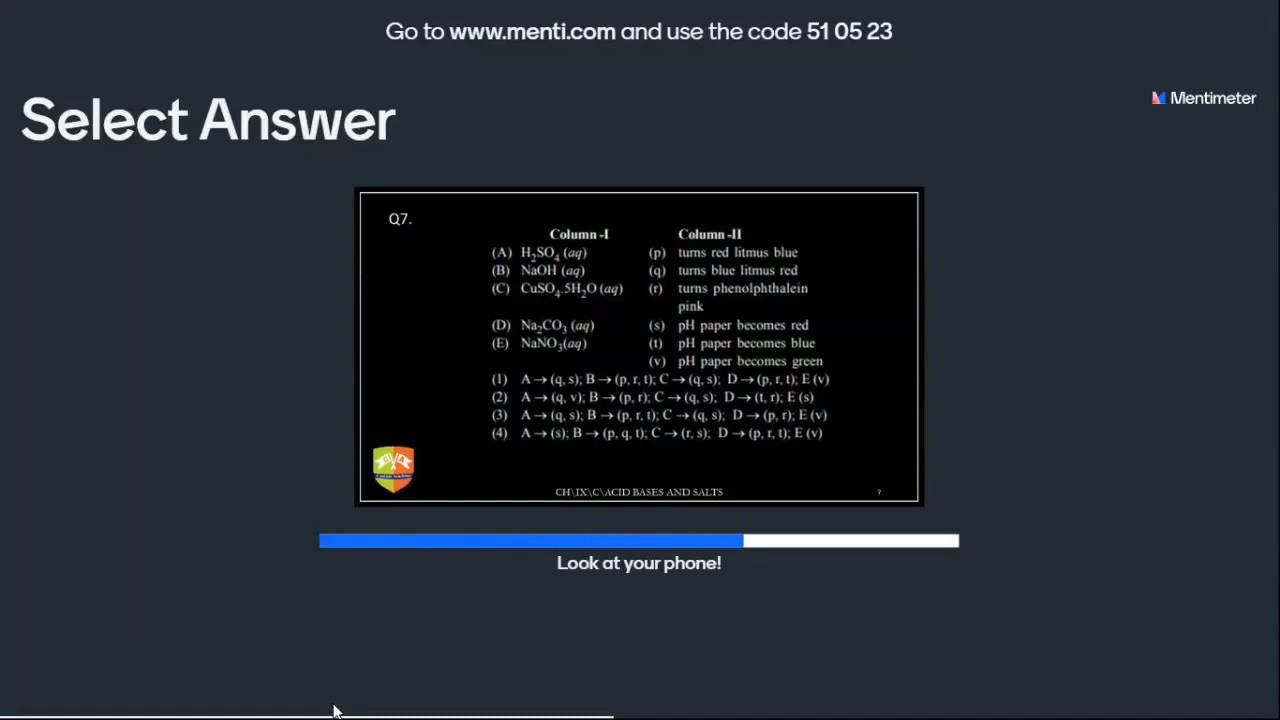 Go to www.menti.com and use the code 51 05 23
Select Answer
Mentimeter
Q7.
Column -I Column -II
(A) H₂SO₄ (aq) (p) turns red litmus blue
(B) NaOH (aq) (q) turns blue litmus red
(C) CuSO₄.5H₂O (aq) (r) turns phenolphthalein
pink
(D) Na₂CO₃ (aq) (s) pH paper becomes red
(E) NaNO₃(aq) (t) pH paper becomes blue
(v) pH paper becomes green
(1) A → (q, s); B → (p, r, t); C → (q, s); D → (p, r, t); E (v)
(2) A → (q, v); B → (p, r); C → (q, s); D → (t, r); E (s)
(3) A → (q, s); B → (p, r, t); C → (q, s); D → (p, r); E (v)
(4) A → (s); B → (p, q, t); C → (r, s); D → (p, r, t); E (v)
CH\IX\C\ACID BASES AND SALTS 7
Look at your phone!